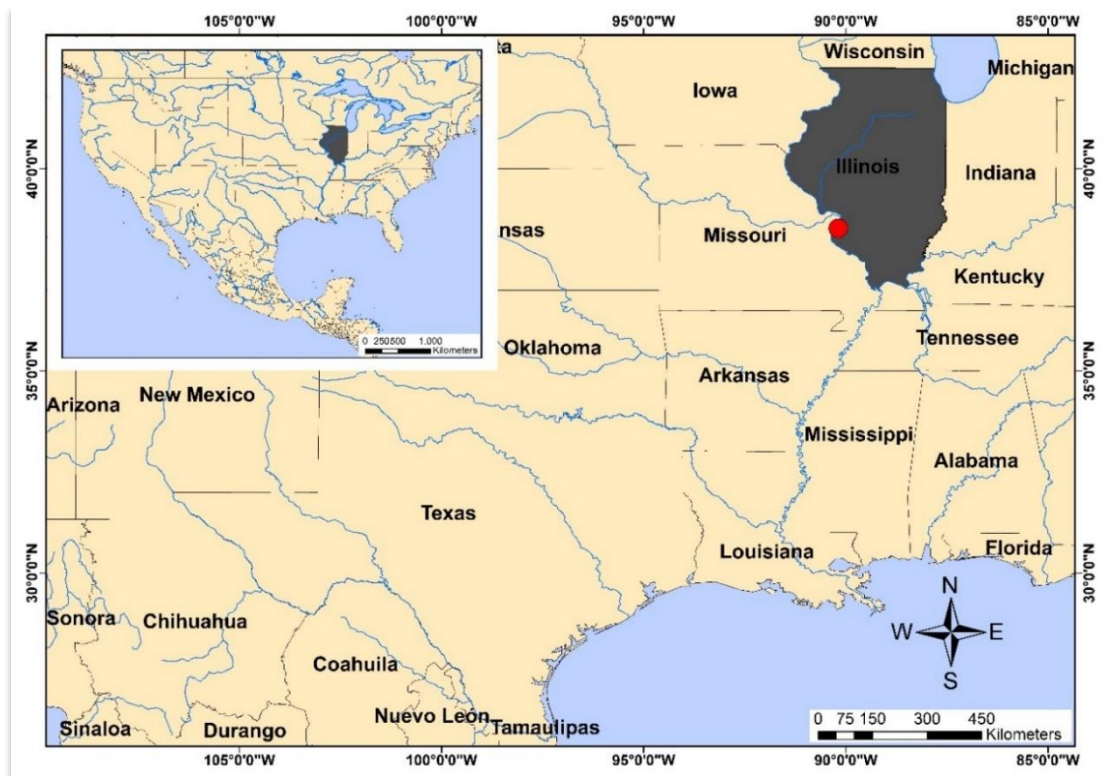 105°0'0"W 100°0'0"W 95°0'0"W 90°0'0"W 85°0'0"W
ta
Wisconsin
Michigan
Iowa
40°0'0"N
Illinois
40°0'0"N
Indiana
nsas
Missouri
Kentucky
0 250500 1.000
Kilometers
Oklahoma
Tennessee
35°0'0"N
Arkansas
35°0'0"N
New Mexico
Arizona
Mississippi
Alabama
Texas
Louisiana
Florida
30°0'0"N
30°0'0"N
N
Sonora
Chihuahua
W E
Coahuila
S
Nuevo León
Tamaulipas
Sinaloa
Durango
0 75 150 300 450
Kilometers
105°0'0"W 100°0'0"W 95°0'0"W 90°0'0"W 85°0'0"W